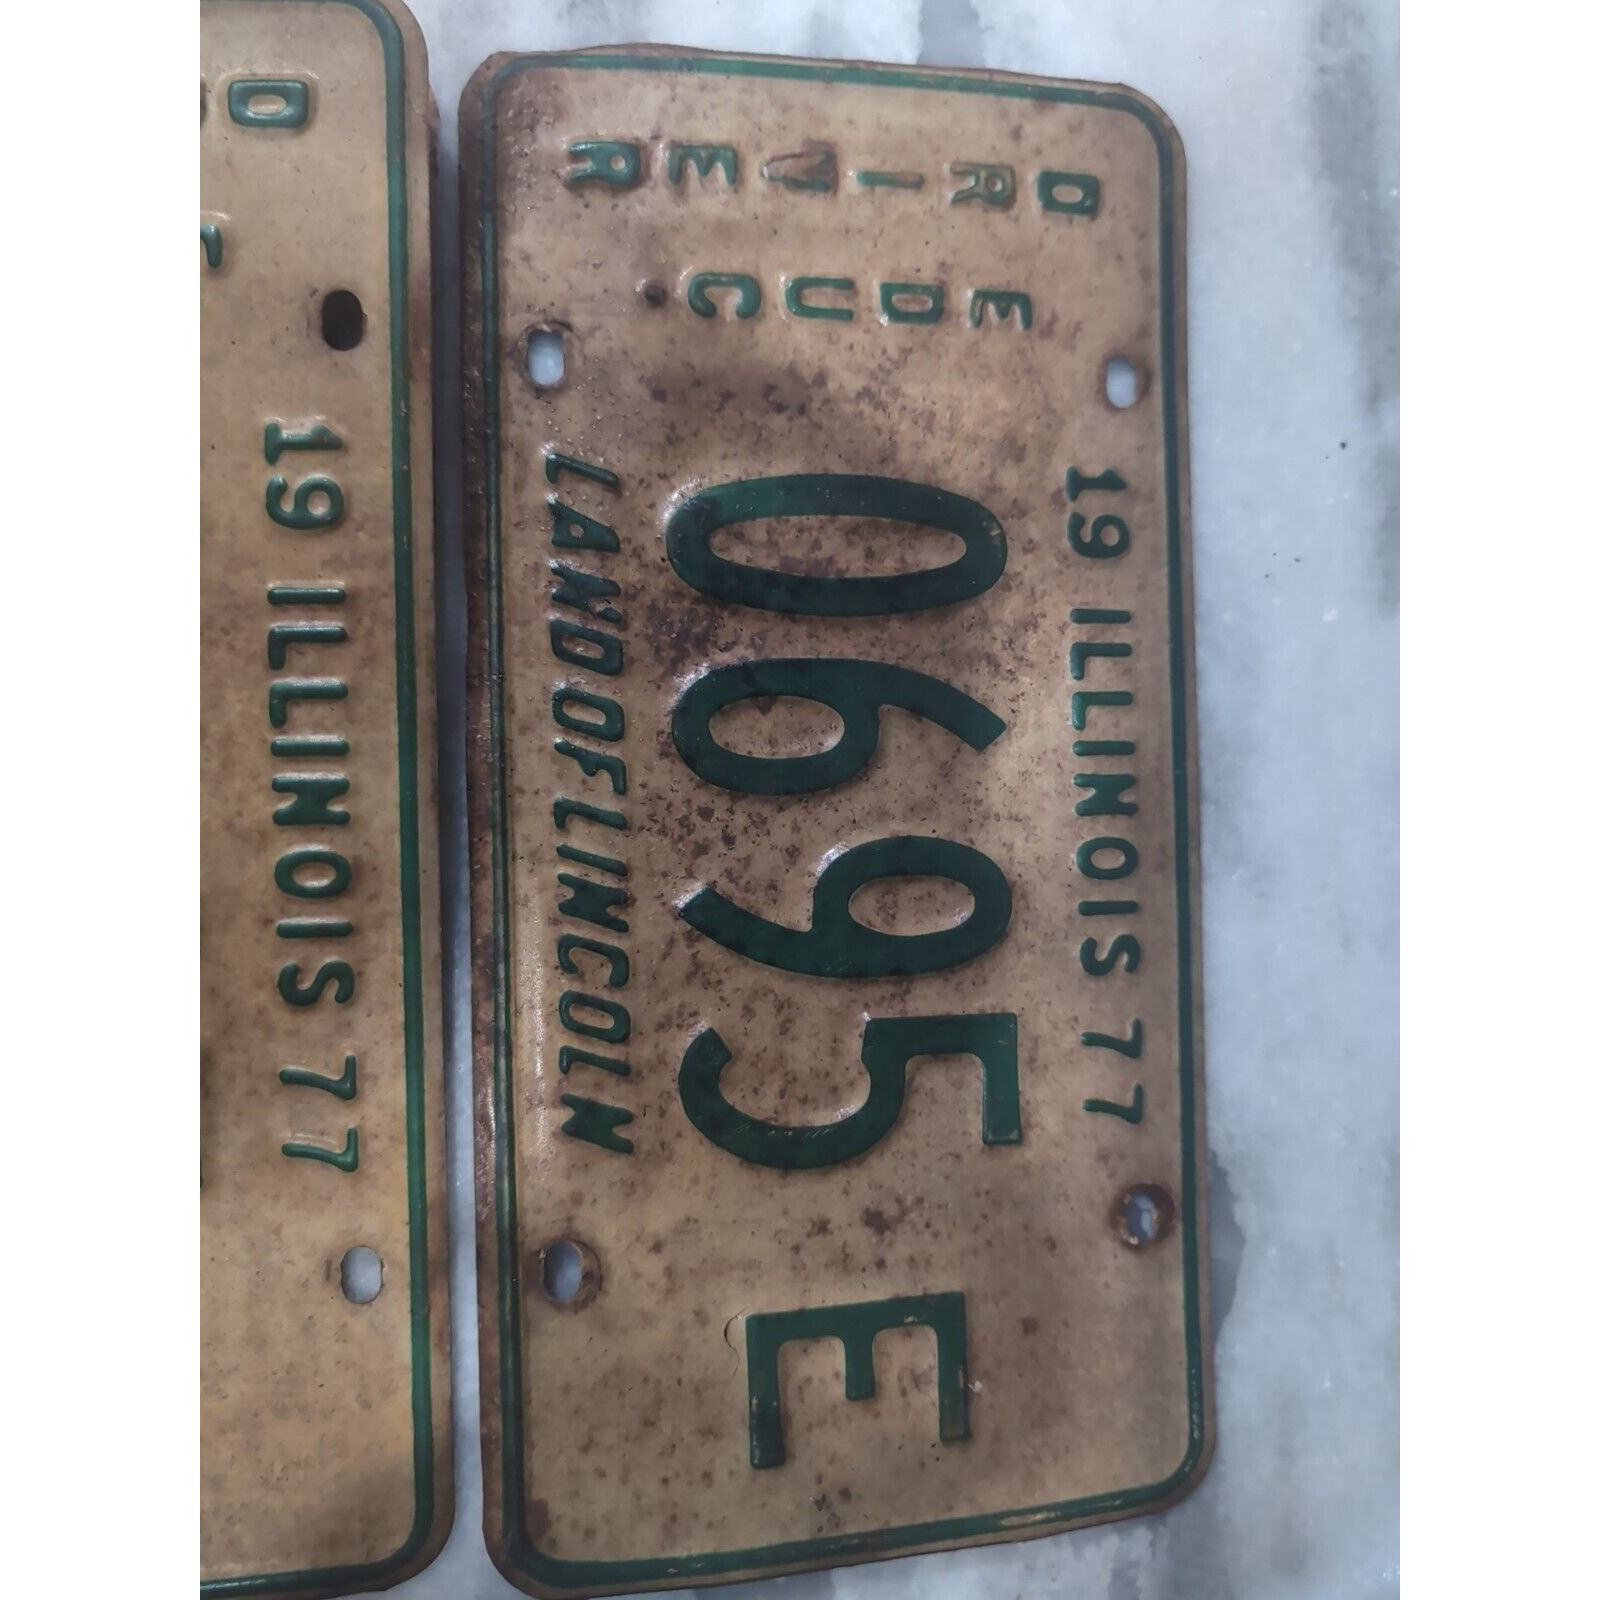 19 ILLINOIS 77
DRIVER
EDUC.
0695 E
LAND OF LINCOLN
19 ILLINOIS 77
D